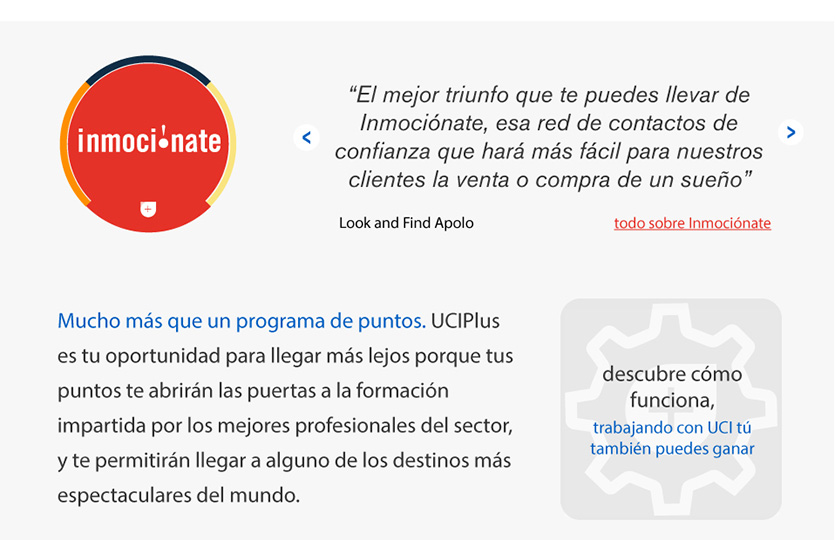 inmoci!nate
“El mejor triunfo que te puedes llevar de
Inmociónate, esa red de contactos de
confianza que hará más fácil para nuestros
clientes la venta o compra de un sueño”
Look and Find Apolo
todo sobre Inmociónate
Mucho más que un programa de puntos. UCIPlus
es tu oportunidad para llegar más lejos porque tus
puntos te abrirán las puertas a la formación
impartida por los mejores profesionales del sector,
y te permitirán llegar a alguno de los destinos más
espectaculares del mundo.
descubre cómo
funciona,
trabajando con UCI tú
también puedes ganar